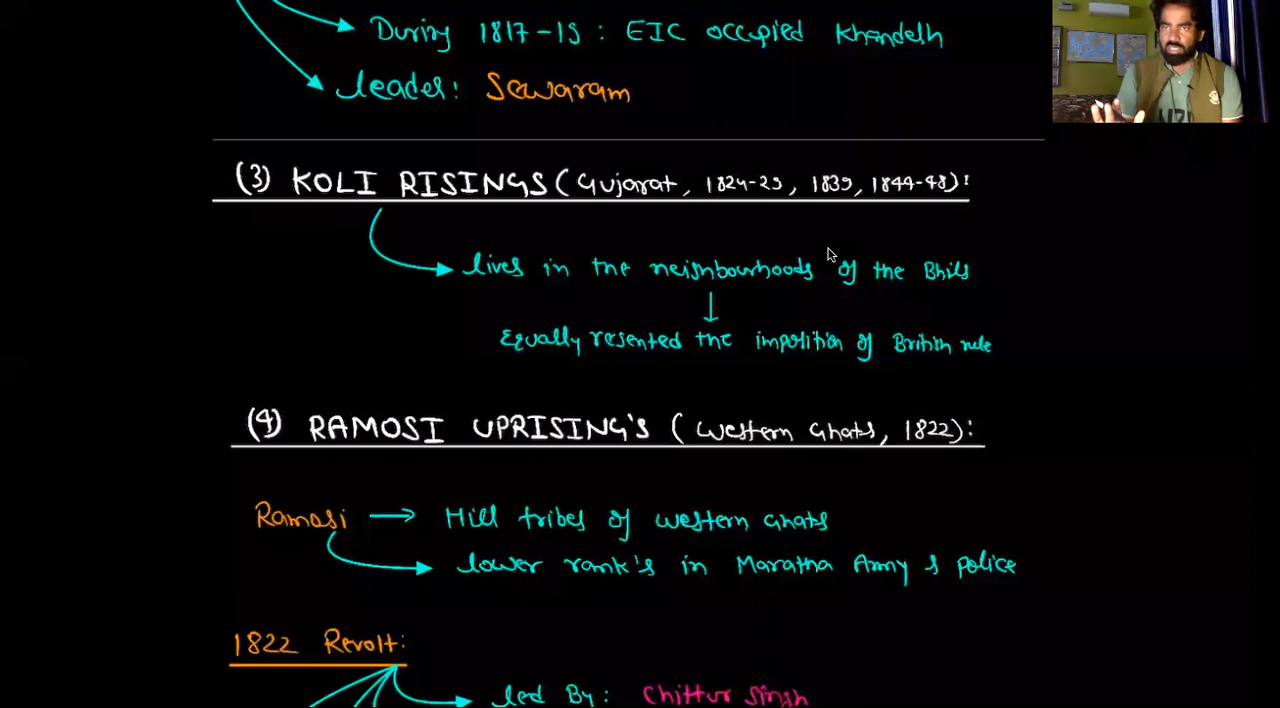 During 1817-19 : EIC occupied Khandesh
Leader: Sewaram
(3) KOLI RISINGS (Gujarat, 1824-25, 1839, 1844-48):
lives in the neighbourhoods of the Bhils
Equally resented the imposition of British rule
(4) RAMOSI UPRISING'S (Western Ghats, 1822):
Ramosi → Hill tribes of western Ghats
lower rank's in Maratha Army & police
1822 Revolt:
led By: Chittur Singh